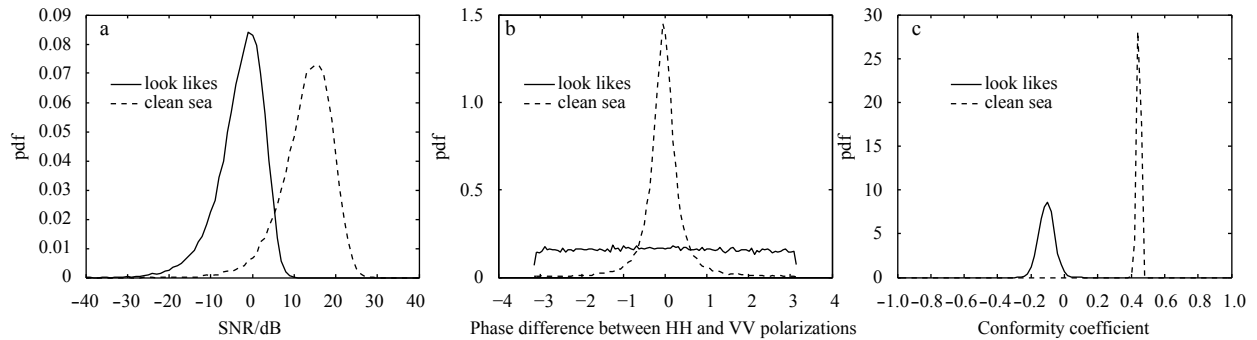 a
0.09
0.08
0.07
0.06
0.05
0.04
0.03
0.02
0.01
0
pdf
look likes
clean sea
−40 −30 −20 −10 0 10 20 30 40
SNR/dB
b
1.5
1.0
0.5
0
pdf
look likes
clean sea
−4 −3 −2 −1 0 1 2 3 4
Phase difference between HH and VV polarizations
c
30
25
20
15
10
5
0
pdf
look likes
clean sea
−1.0 −0.8 −0.6 −0.4 −0.2 0 0.2 0.4 0.6 0.8 1.0
Conformity coefficient